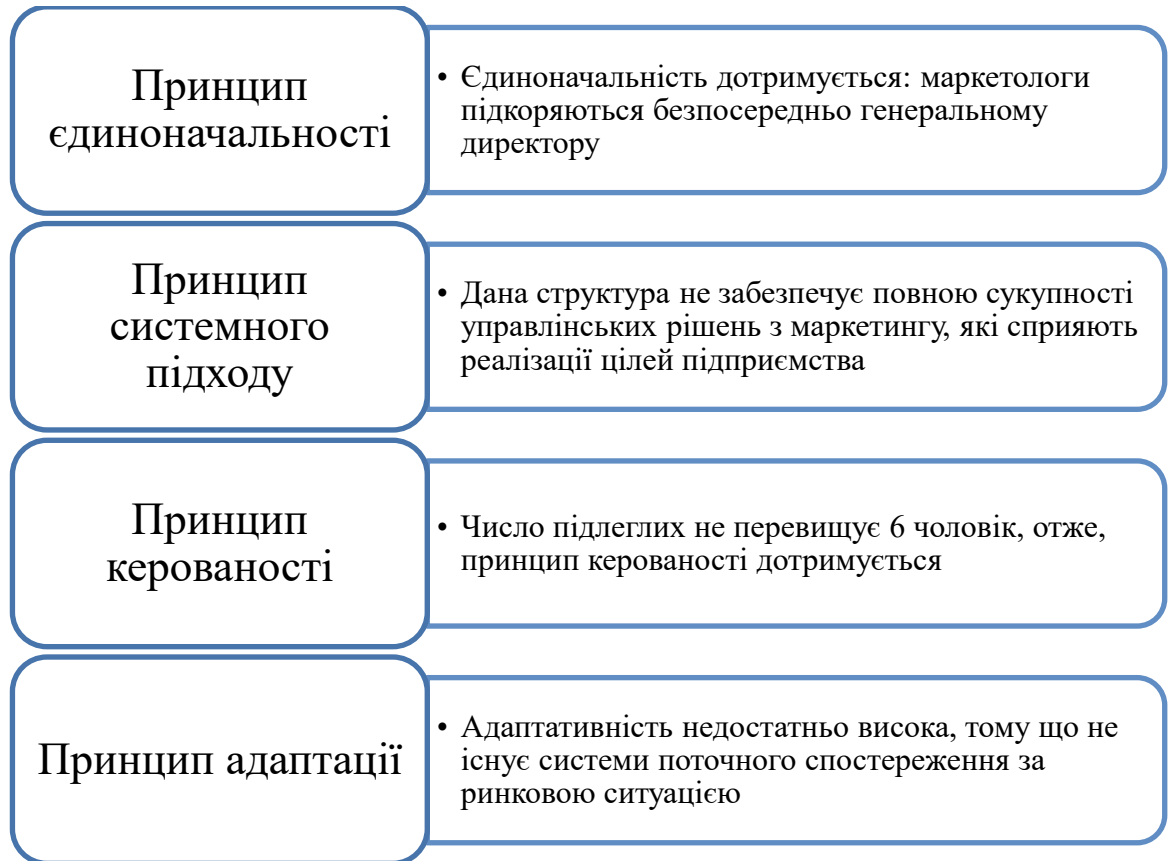 Принцип
єдиноначальності
• Єдиноначальність дотримується: маркетологи
підкоряються безпосередньо генеральному
директору
Принцип
системного
підходу
• Дана структура не забезпечує повною сукупності
управлінських рішень з маркетингу, які сприяють
реалізації цілей підприємства
Принцип
керованості
• Число підлеглих не перевищує 6 чоловік, отже,
принцип керованості дотримується
Принцип адаптації
• Адаптативність недостатньо висока, тому що не
існує системи поточного спостереження за
ринковою ситуацією